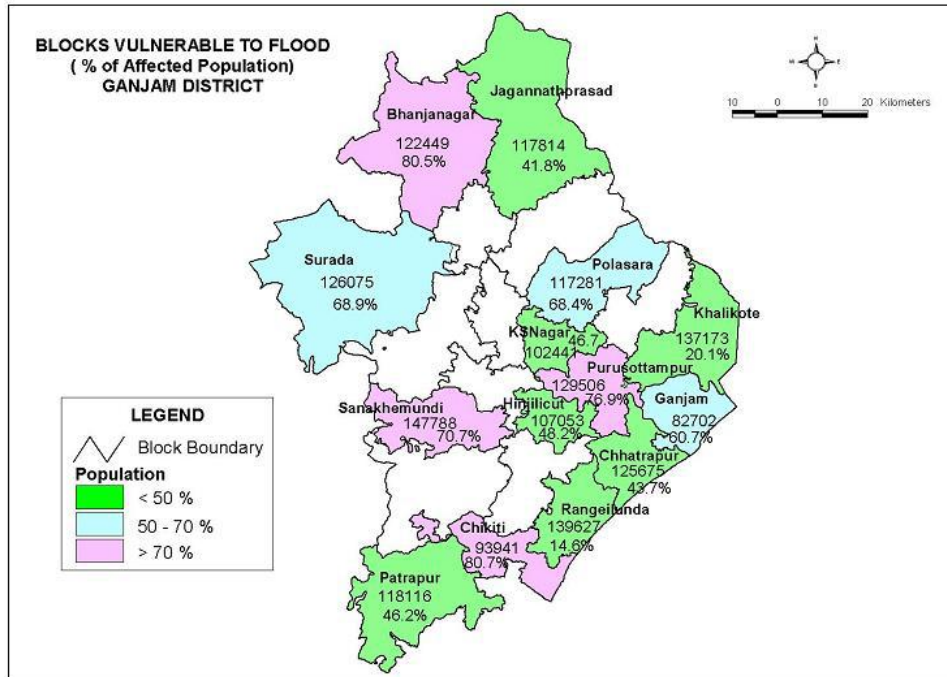 BLOCKS VULNERABLE TO FLOOD
( % of Affected Population)
GANJAM DISTRICT
N
W
E
S
10 0 10 20 Kilometers
Jagannathprasad
117814
41.8%
Bhanjanagar
122449
80.5%
Surada
126075
68.9%
Polasara
117281
68.4%
Khalikote
137173
20.1%
KSNagar
46.7
102441
Purusottampur
129506
76.9%
Ganjam
82702
60.7%
Sanakhemundi
147788
70.7%
Hinjilicut
107053
48.2%
Chhatrapur
125675
43.7%
Rangeilunda
139627
14.6%
Chikiti
93941
80.7%
Patrapur
118116
46.2%
LEGEND
Block Boundary
Population
< 50 %
50 - 70 %
> 70 %